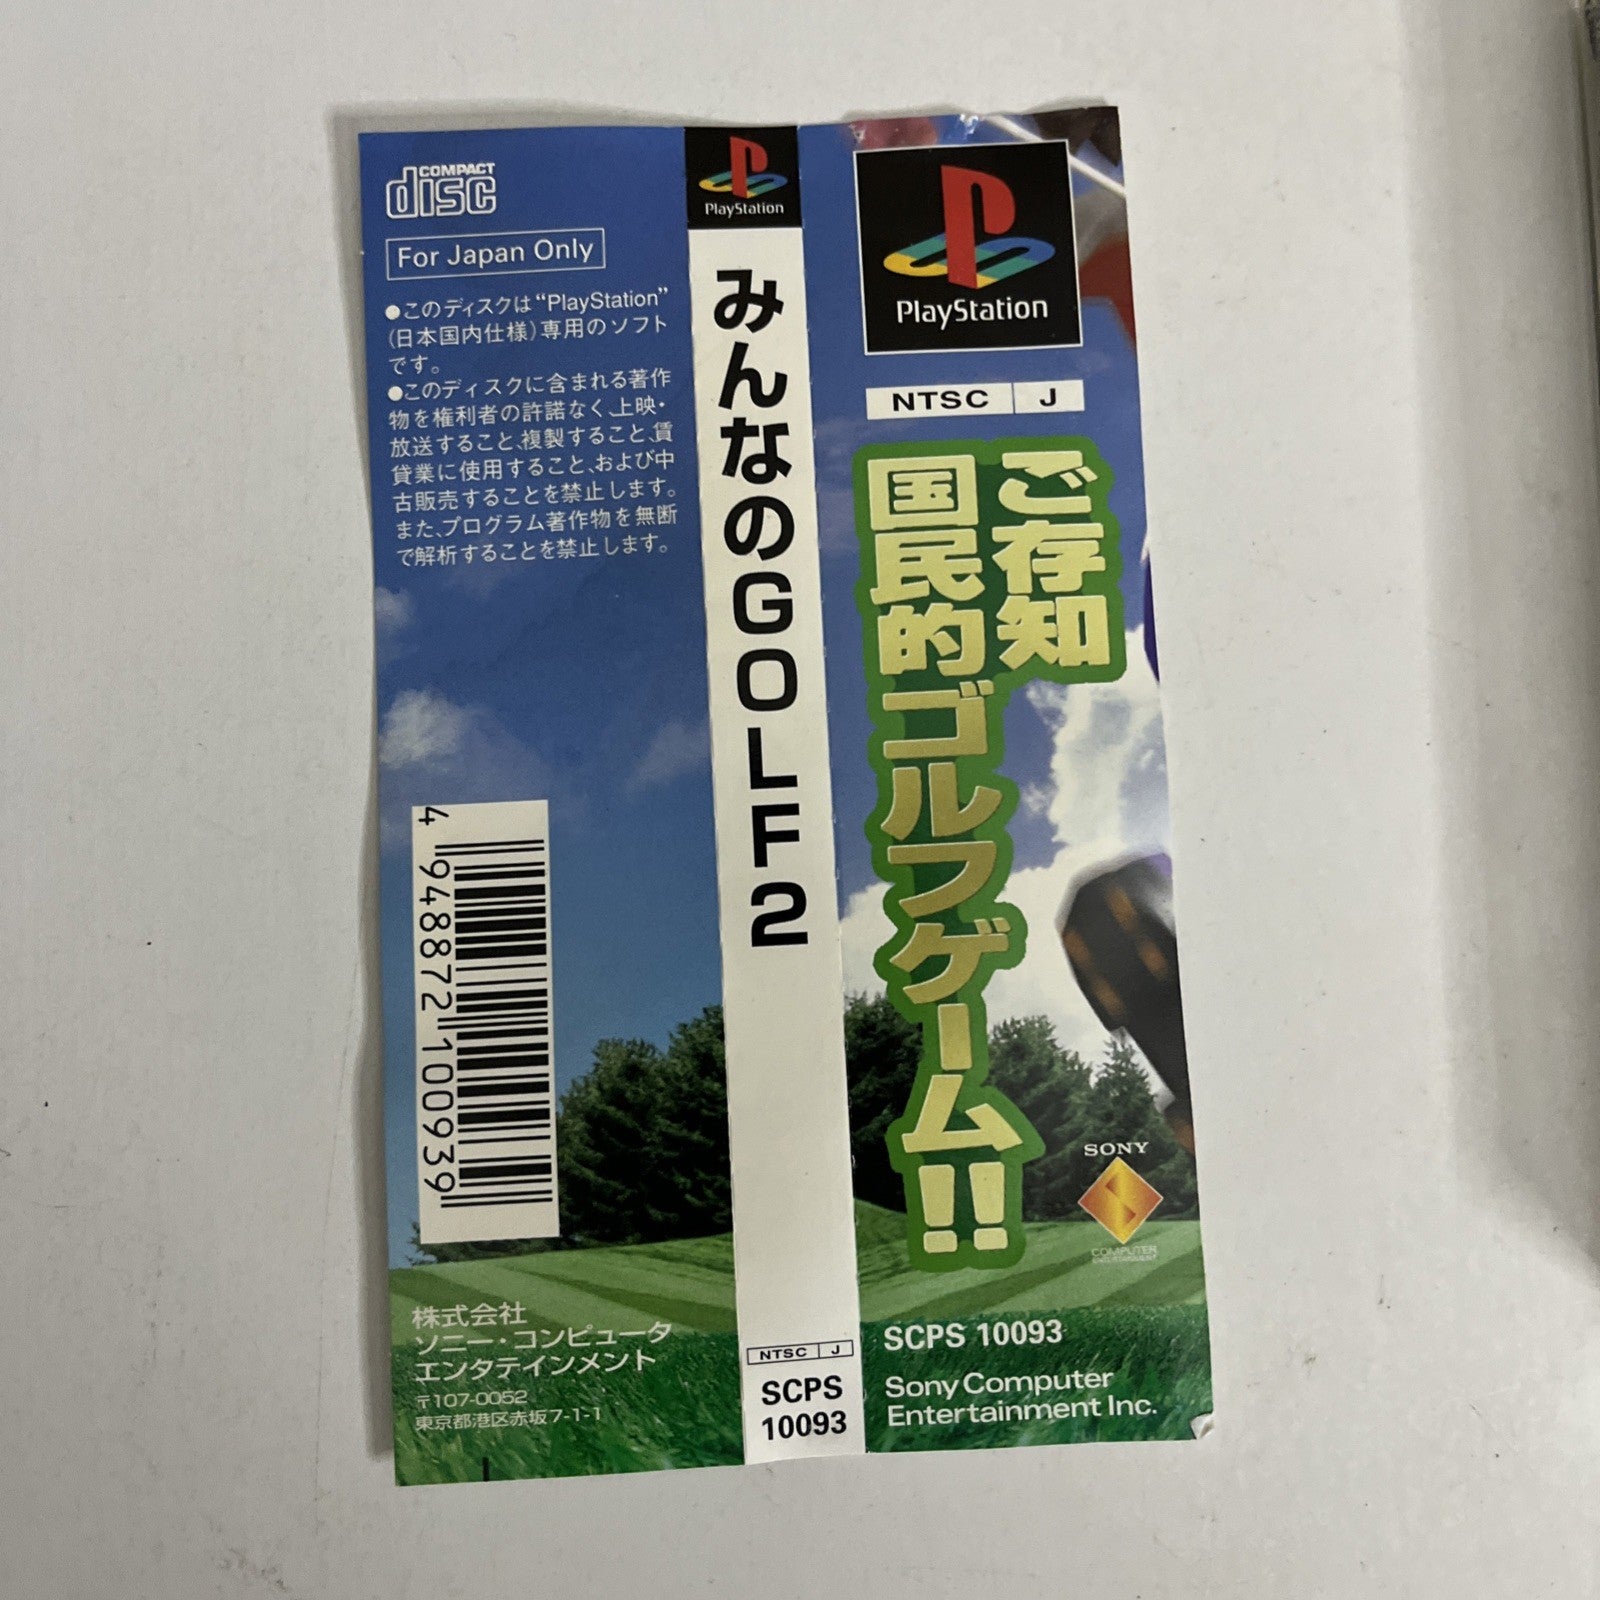 COMPACT
disc
For Japan Only
●このディスクは“PlayStation”
(日本国内仕様)専用のソフト
です。
●このディスクに含まれる著作
物を権利者の許諾なく、上映・
放送すること、複製すること、賃
貸業に使用すること、および中
古販売することを禁止します。
また、プログラム著作物を無断
で解析することを禁止します。
4 948872 100939
株式会社
ソニー・コンピュータ
エンタテインメント
〒107-0052
東京都港区赤坂7-1-1
PlayStation
みんなのGOLF2
NTSC J
SCPS
10093
PlayStation
NTSC J
ご存知
国民的ゴルフゲーム!!
SONY
COMPUTER
ENTERTAINMENT
SCPS 10093
Sony Computer
Entertainment Inc.